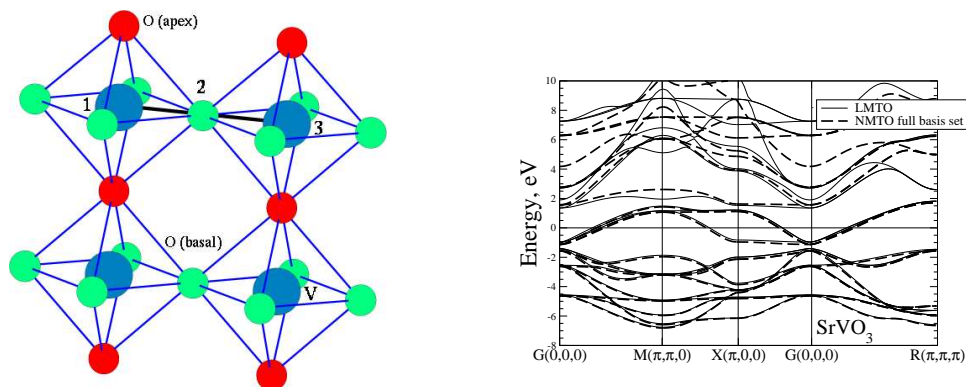 O (apex)
1
2
3
O (basal)
V
Energy, eV
10
8
6
4
2
0
-2
-4
-6
-8
LMTO
NMTO full basis set
SrVO3
G(0,0,0)
M(π,π,0)
X(π,0,0)
G(0,0,0)
R(π,π,π)